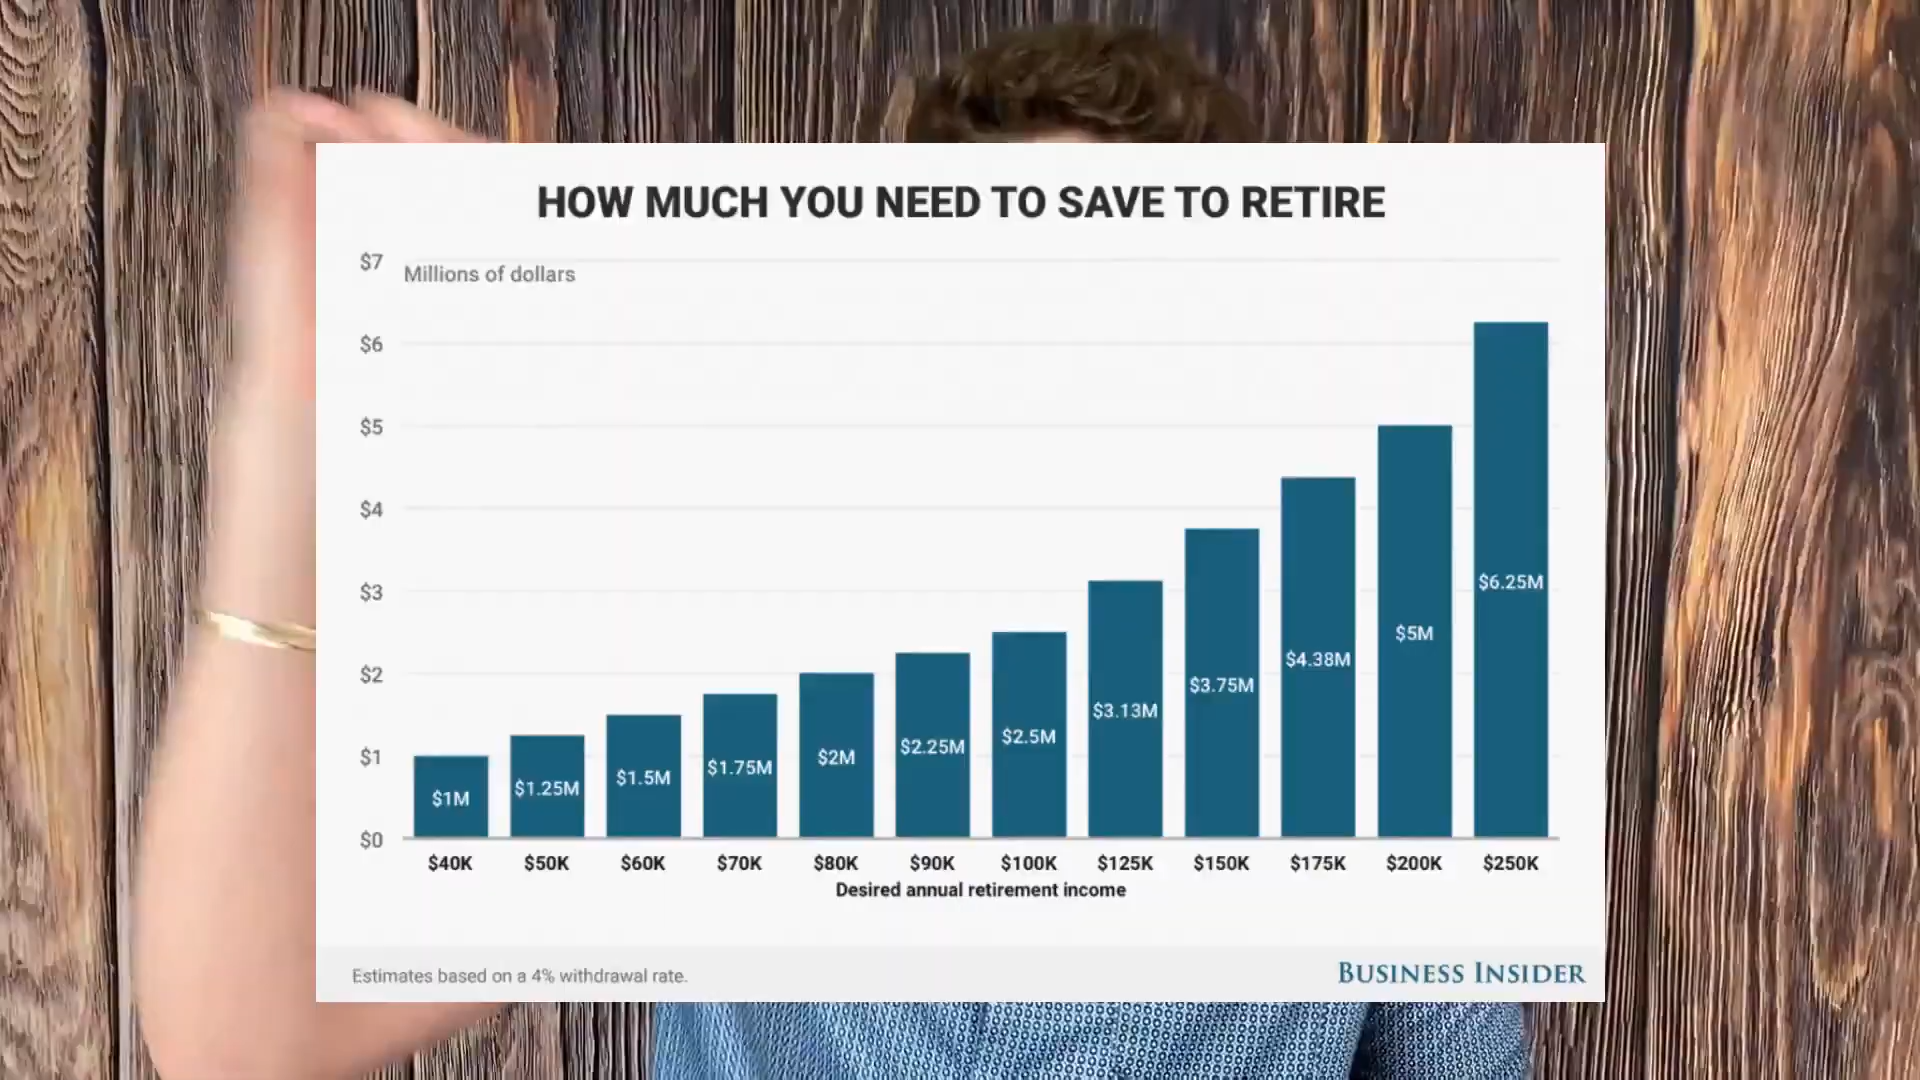 HOW MUCH YOU NEED TO SAVE TO RETIRE
$7
Millions of dollars
$6
$5
$4
$3
$2
$1
$0
$1M
$1.25M
$1.5M
$1.75M
$2M
$2.25M
$2.5M
$3.13M
$3.75M
$4.38M
$5M
$6.25M
$40K $50K $60K $70K $80K $90K $100K $125K $150K $175K $200K $250K
Desired annual retirement income
Estimates based on a 4% withdrawal rate.
BUSINESS INSIDER